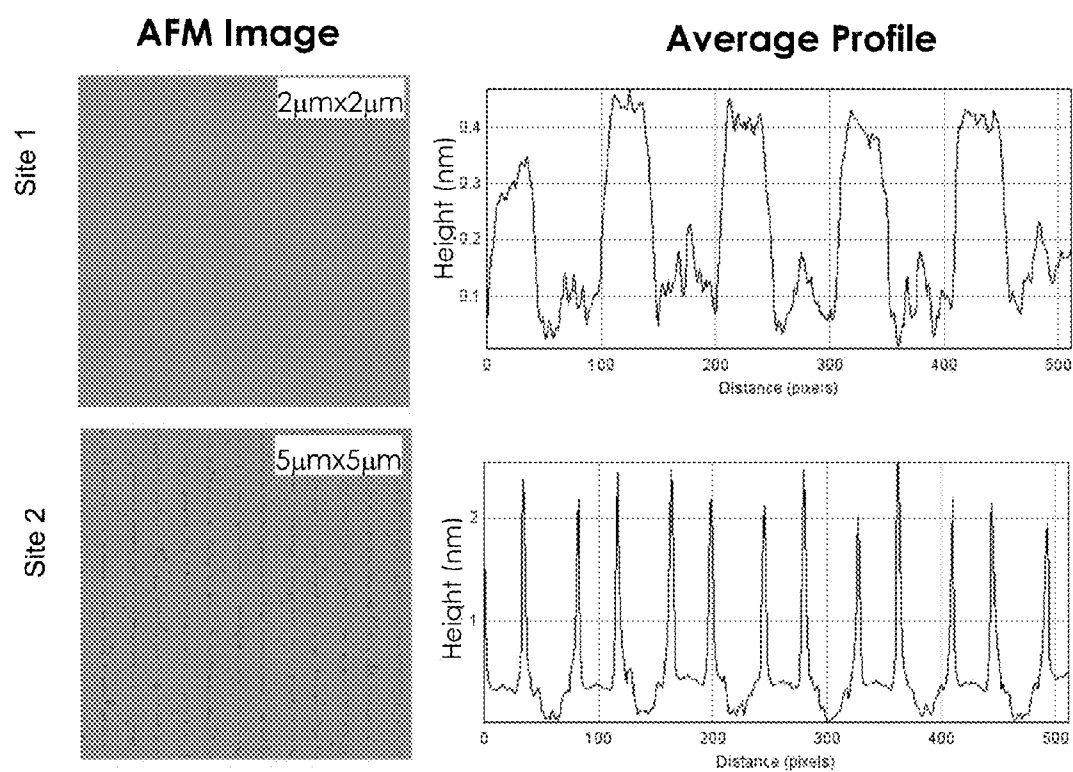 AFM Image
Average Profile
Site 1
2μmx2μm
Height (nm)
0.4
0.3
0.2
0.1
0 100 200 300 400 500
Distance (pixels)
Site 2
5μmx5μm
Height (nm)
2
1
0 100 200 300 400 500
Distance (pixels)